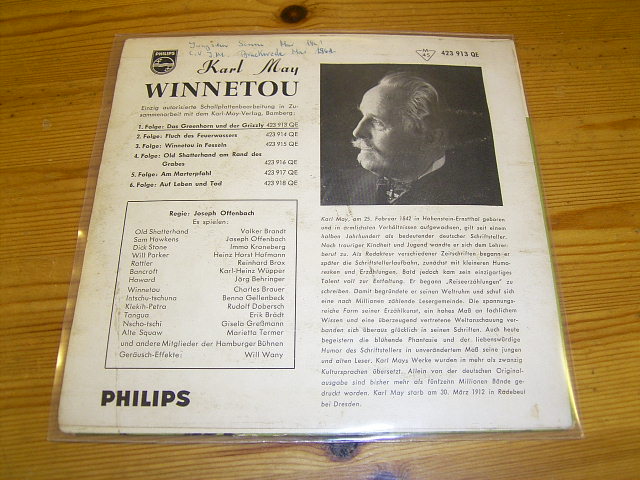 PHILIPS
Mai 1961
C.V.J.M. Brackwede Mai 1961
M 45
423 913 QE
Karl May
WINNETOU
Einzig autorisierte Schallplattenbearbeitung in Zu-
sammenarbeit mit dem Karl-May-Verlag, Bamberg:
1. Folge: Das Greenhorn und der Grizzly 423 913 QE
2. Folge: Fluch des Feuerwassers 423 914 QE
3. Folge: Winnetou in Fesseln 423 915 QE
4. Folge: Old Shatterhand am Rand des
Grabes 423 916 QE
5. Folge: Am Marterpfahl 423 917 QE
6. Folge: Auf Leben und Tod 423 918 QE
Regie: Joseph Offenbach
Es spielen:
Old Shatterhand Volker Brandt
Sam Hawkens Joseph Offenbach
Dick Stone Immo Kroneberg
Will Parker Heinz Horst Hofmann
Rattler Reinhard Brox
Bancroft Karl-Heinz Wüpper
Howard Jörg Behringer
Winnetou Charles Brauer
Intschu-tschuna Benno Gellenbeck
Klekih-Petra Rudolf Dobersch
Tangua Erik Brädt
Nscho-tschi Gisela Greßmann
Alte Squaw Marietta Termer
und andere Mitglieder der Hamburger Bühnen
Geräusch-Effekte: Will Wany
PHILIPS
Karl May, am 25. Februar 1842 in Hohenstein-Ernstthal geboren
und in ärmlichsten Verhältnissen aufgewachsen, gilt seit einem
halben Jahrhundert als bedeutender deutscher Schriftsteller.
Nach trauriger Kindheit und Jugend wandte er sich dem Lehrer-
beruf zu. Als Redakteur verschiedener Zeitschriften begann er
später die Schriftstellerlaufbahn, zunächst mit kleineren Humo-
resken und Erzählungen. Bald jedoch kam sein einzigartiges
Talent voll zur Entfaltung. Er begann „Reiseerzählungen" zu
schreiben. Damit begründete er seinen Weltruhm und schuf sich
eine nach Millionen zählende Lesergemeinde. Die spannungs-
reiche Form seiner Erzählkunst, ein hohes Maß an fachlichem
Wissen und eine überzeugend vertretene Weltanschauung ver-
banden sich überaus glücklich in seinen Schriften. Auch heute
begeistern die blühende Phantasie und der liebenswürdige
Humor des Schriftstellers in unverändertem Maß seine jungen
und alten Leser. Karl Mays Werke wurden in mehr als zwanzig
Kultursprachen übersetzt. Allein von der deutschen Original-
ausgabe sind bisher mehr als fünfzehn Millionen Bände ge-
druckt worden. Karl May starb am 30. März 1912 in Radebeul
bei Dresden.